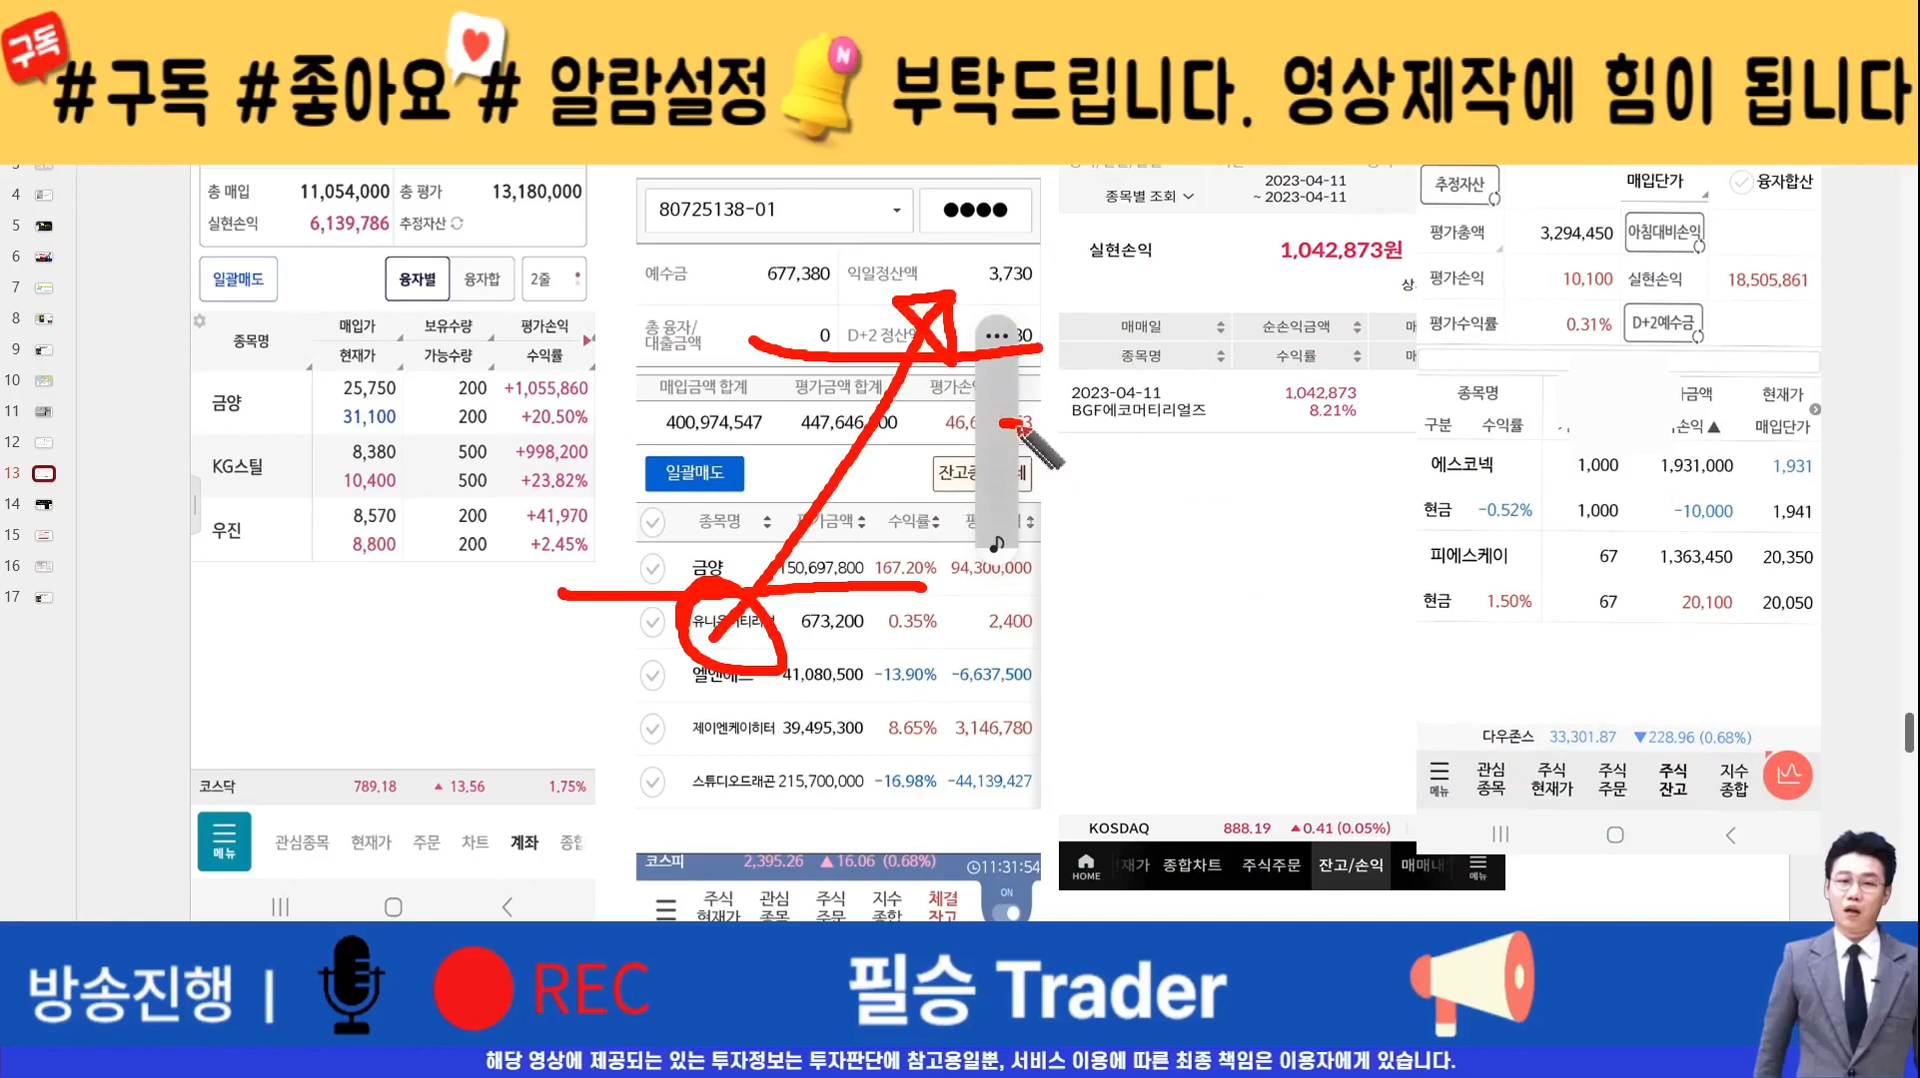 구독
#구독 #좋아요 # 알람설정 N 부탁드립니다. 영상제작에 힘이 됩니다
4
5
6
7
8
9
10
11
12
13
14
15
16
17
총 매입 11,054,000 총 평가 13,180,000
실현손익 6,139,786 추정자산
일괄매도 융자별 융자합 2줄
종목명 매입가 보유수량 평가손익
현재가 가능수량 수익률
금양 25,750 200 +1,055,860
31,100 200 +20.50%
KG스틸 8,380 500 +998,200
10,400 500 +23.82%
우진 8,570 200 +41,970
8,800 200 +2.45%
코스닥 789.18 ▲ 13.56 1.75%
메뉴 관심종목 현재가 주문 차트 계좌
80725138-01 ●●●●
예수금 677,380 익일정산액 3,730
총 융자/
대출금액 0 D+2 정산
매입금액 합계 평가금액 합계
400,974,547
일괄매도
종목명 수익률
금양 150,697,800 167.20% 94,300,000
673,200 0.35% 2,400
41,080,500 -13.90% -6,637,500
제이엔케이히터 39,495,300 8.65% 3,146,780
스튜디오드래곤 215,700,000 -16.98% -44,139,427
코스피 2,395.26 ▲ 16.06 (0.68%) 11:31:54
ON
주식 관심 주식 지수 체결
현재가 종목 주문 종합 잔고
종목별 조회 2023-04-11
~ 2023-04-11
실현손익 1,042,873원
매매일 순손익금액
종목명 수익률
2023-04-11 1,042,873
BGF에코머티리얼즈 8.21%
KOSDAQ 888.19 ▲0.41 (0.05%)
HOME 종합차트 주식주문 잔고/손익 메뉴
추정자산 매입단가 융자합산
평가총액 3,294,450 아침대비손익
평가손익 10,100 실현손익 18,505,861
평가수익률 0.31% D+2예수금
종목명 현재가
구분 수익률 매입단가
에스코넥 1,000 1,931,000 1,931
현금 -0.52% 1,000 -10,000 1,941
피에스케이 67 1,363,450 20,350
현금 1.50% 67 20,100 20,050
다우존스 33,301.87 ▼228.96 (0.68%)
메뉴 관심 주식 주식 주식 지수
종목 현재가 주문 잔고 종합
방송진행 | REC 필승 Trader
해당 영상에 제공되는 있는 투자정보는 투자판단에 참고용일뿐, 서비스 이용에 따른 최종 책임은 이용자에게 있습니다.